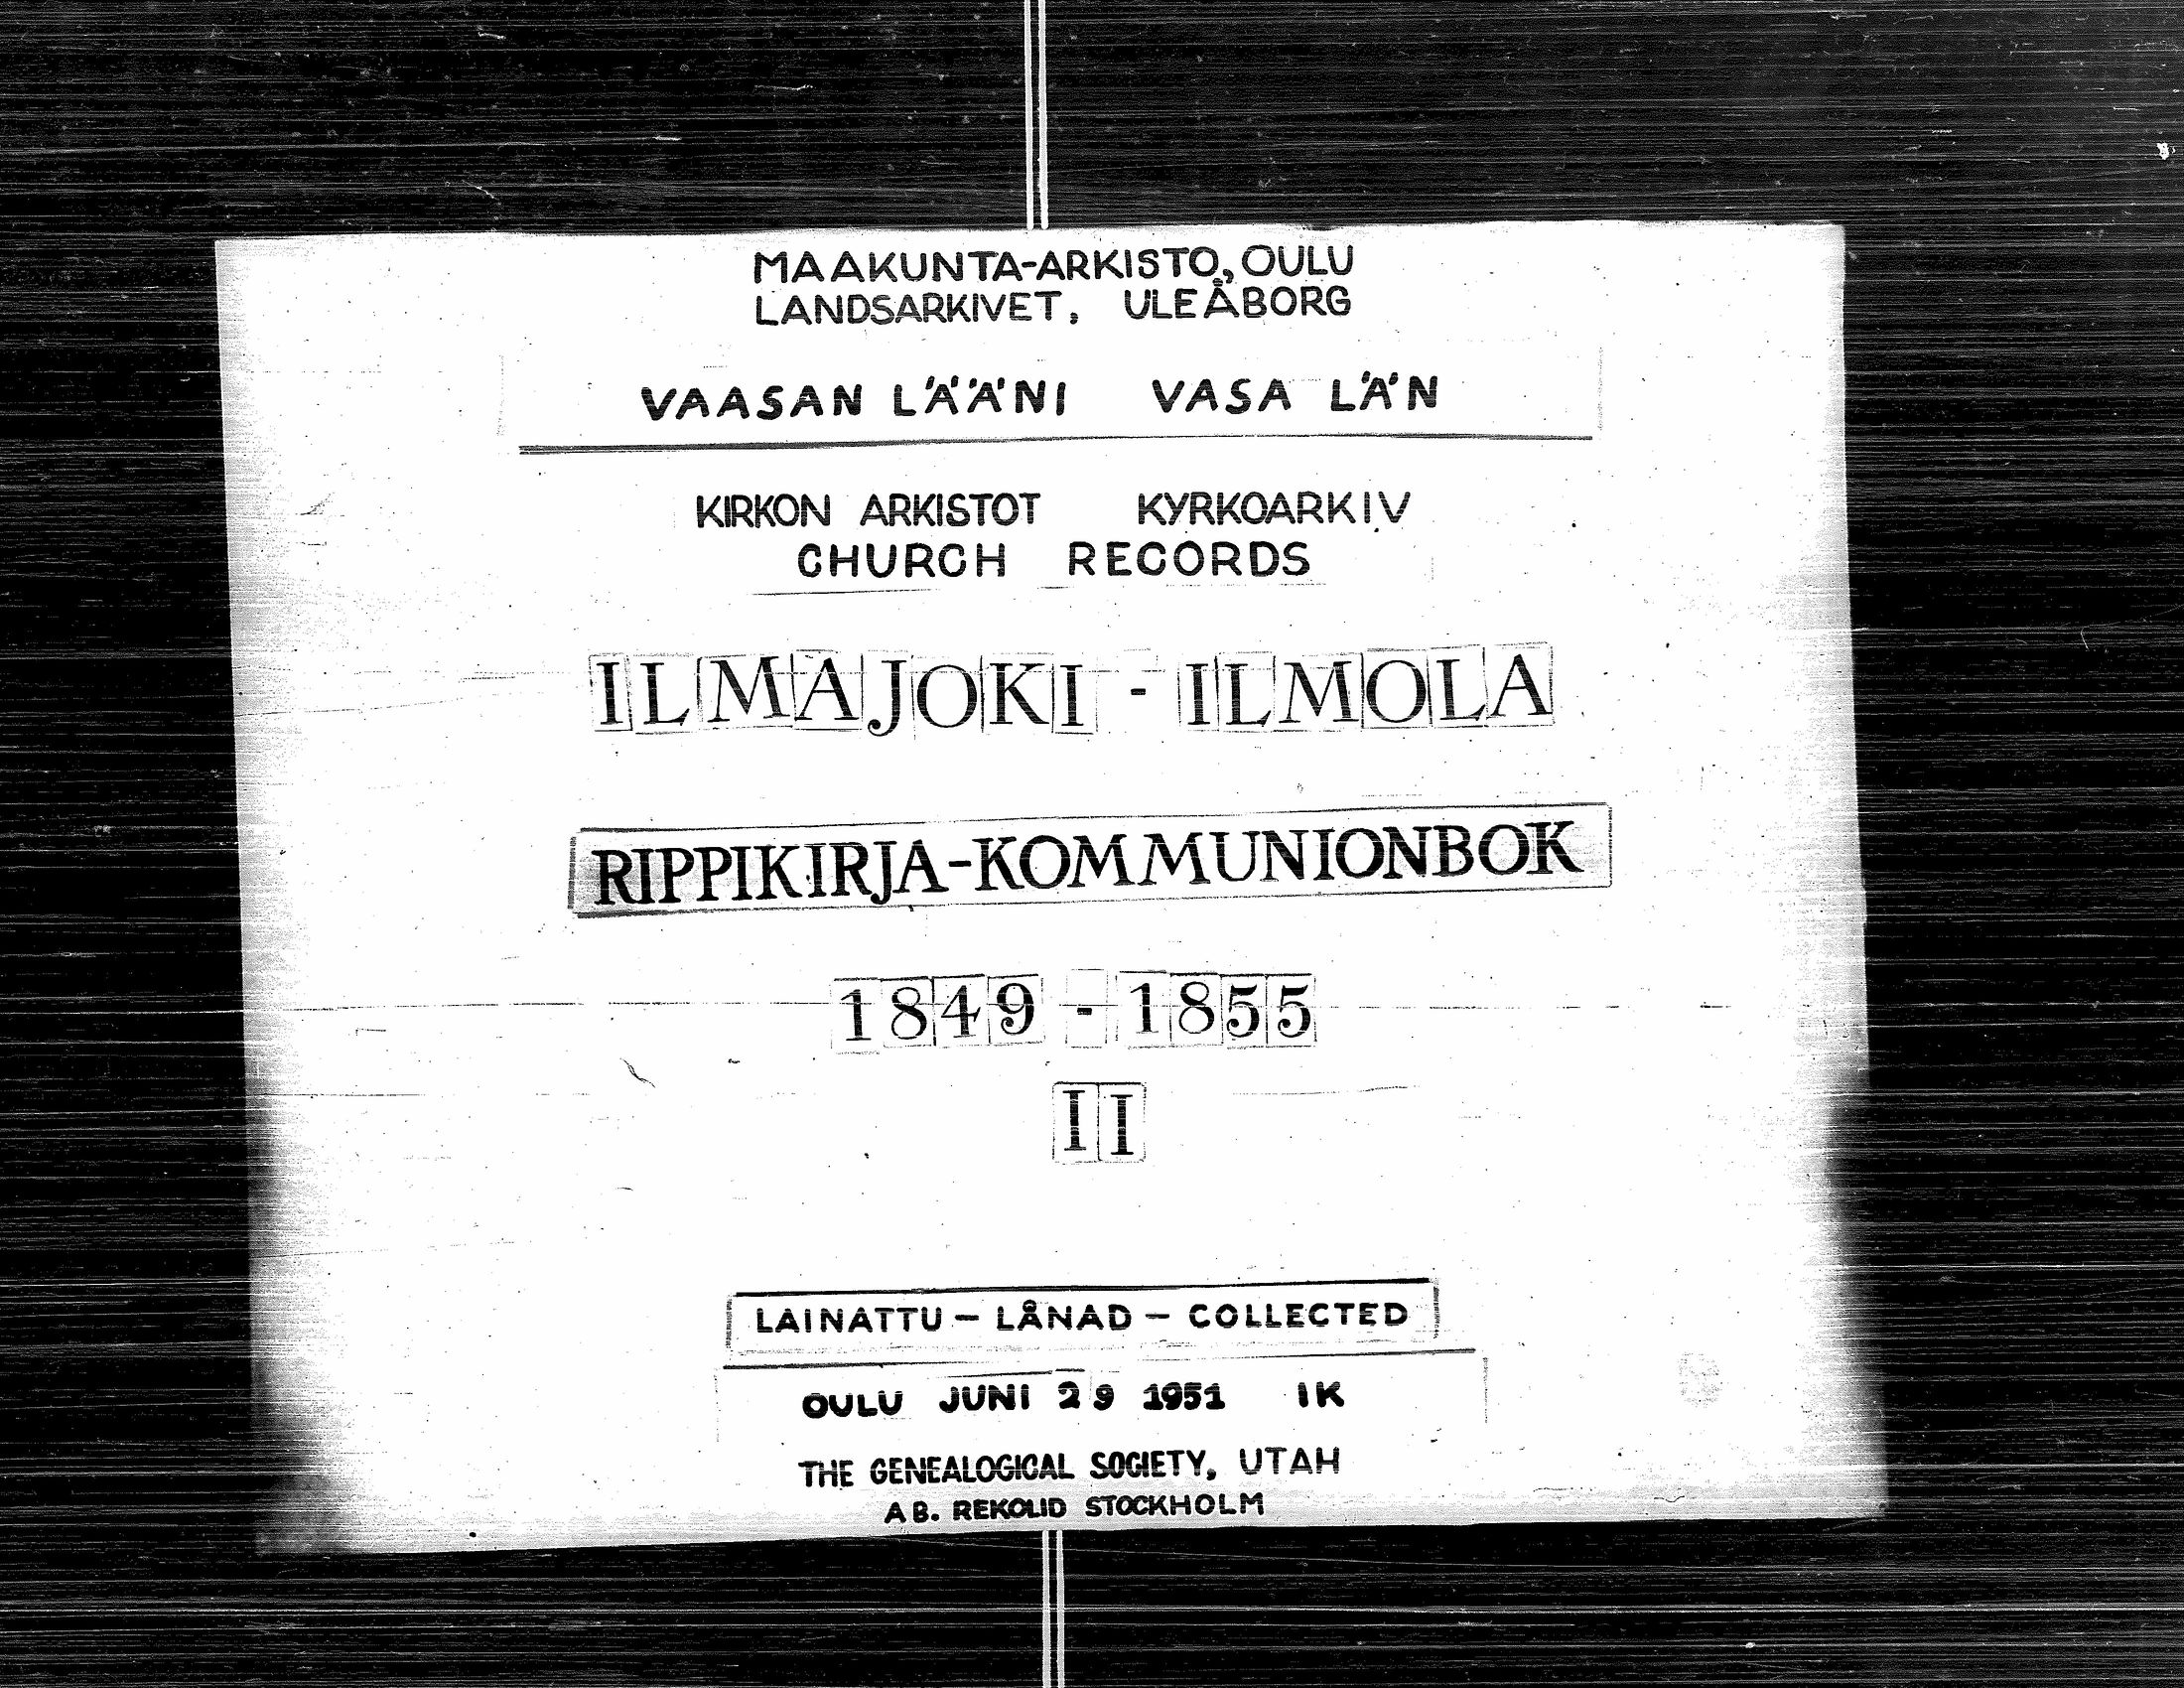 MAAKUNTA-ARKISTO, OULU
LANDSARKIVET, ULEÅBORG
VAASAN LÄÄNI VASA LÄN
KIRKON ARKISTOT KYRKOARKIV
CHURCH RECORDS
ILMAJOKI - ILMOLA
RIPPIKIRJA-KOMMUNIONBOK
1849 - 1855
II
LAINATTU - LÅNAD - COLLECTED
OULU JUNI 29 1951 IK
THE GENEALOGICAL SOCIETY, UTAH
AB. REKOLID STOCKHOLM